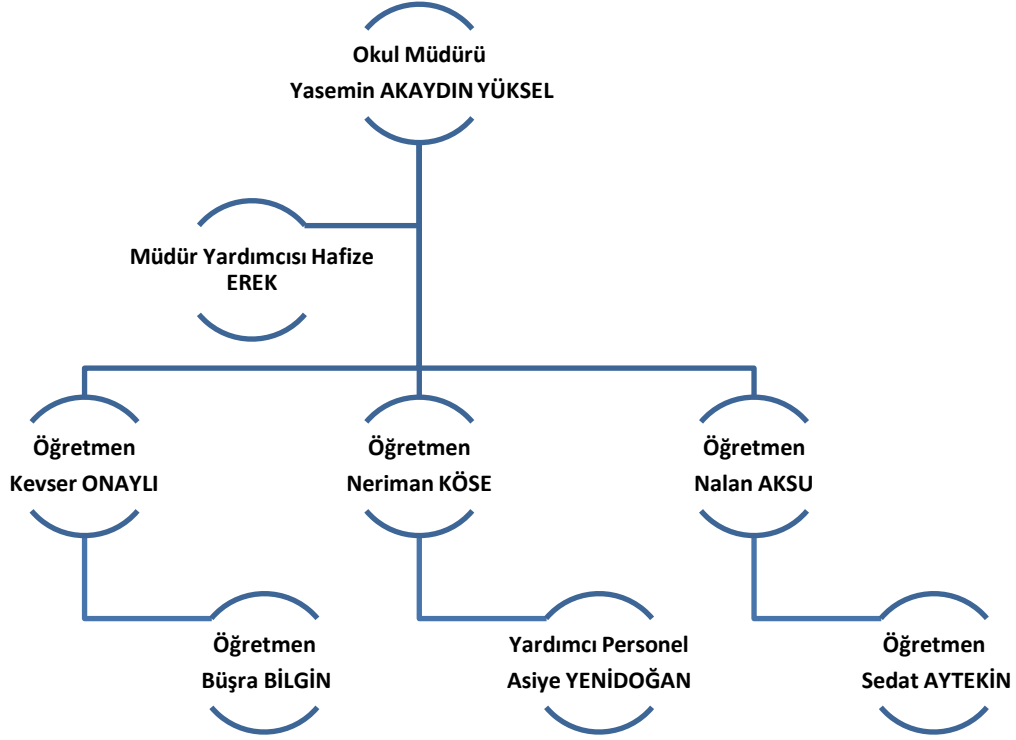 Okul Müdürü
Yasemin AKAYDIN YÜKSEL
Müdür Yardımcısı Hafize
EREK
Öğretmen
Kevser ONAYLI
Öğretmen
Neriman KÖSE
Öğretmen
Nalan AKSU
Öğretmen
Büşra BİLGİN
Yardımcı Personel
Asiye YENİDOĞAN
Öğretmen
Sedat AYTEKİN